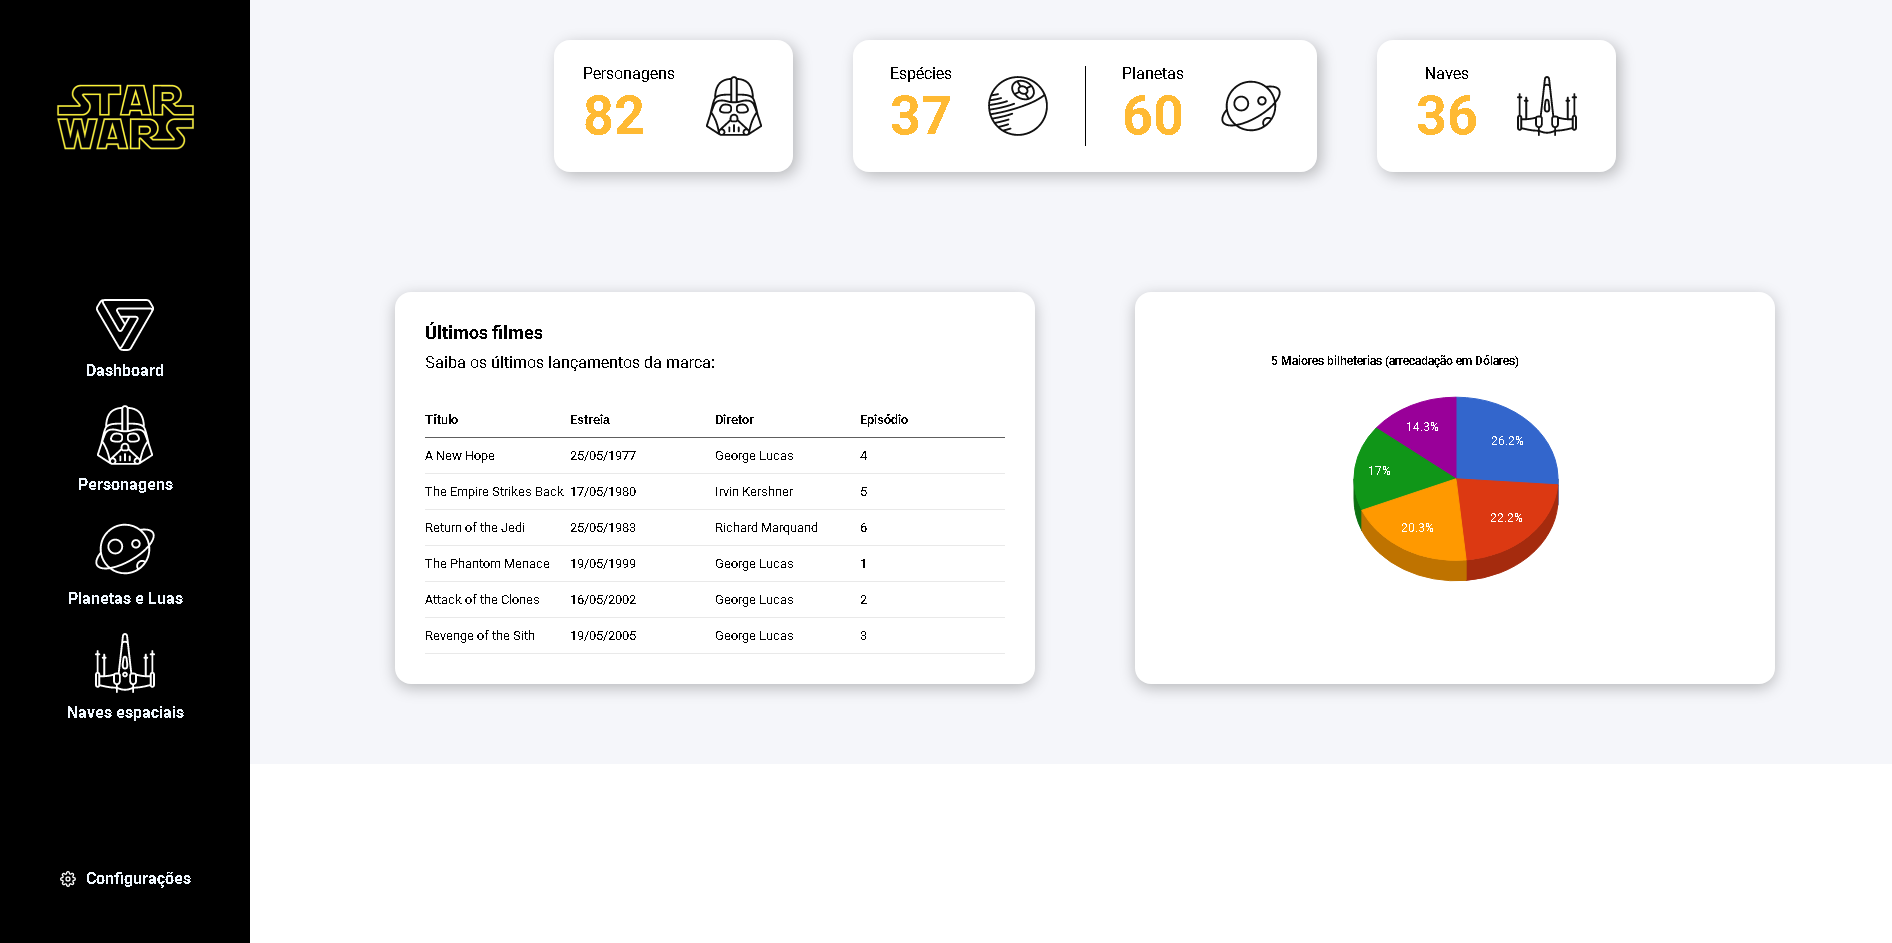 STAR
WARS
Dashboard
Personagens
Planetas e Luas
Naves espaciais
Configurações
Personagens
82
Espécies
37
Planetas
60
Naves
36
Últimos filmes
Saiba os últimos lançamentos da marca:
Título Estreia Diretor Episódio
A New Hope 25/05/1977 George Lucas 4
The Empire Strikes Back 17/05/1980 Irvin Kershner 5
Return of the Jedi 25/05/1983 Richard Marquand 6
The Phantom Menace 19/05/1999 George Lucas 1
Attack of the Clones 16/05/2002 George Lucas 2
Revenge of the Sith 19/05/2005 George Lucas 3
5 Maiores bilheterias (arrecadação em Dólares)
14.3%
26.2%
17%
22.2%
20.3%